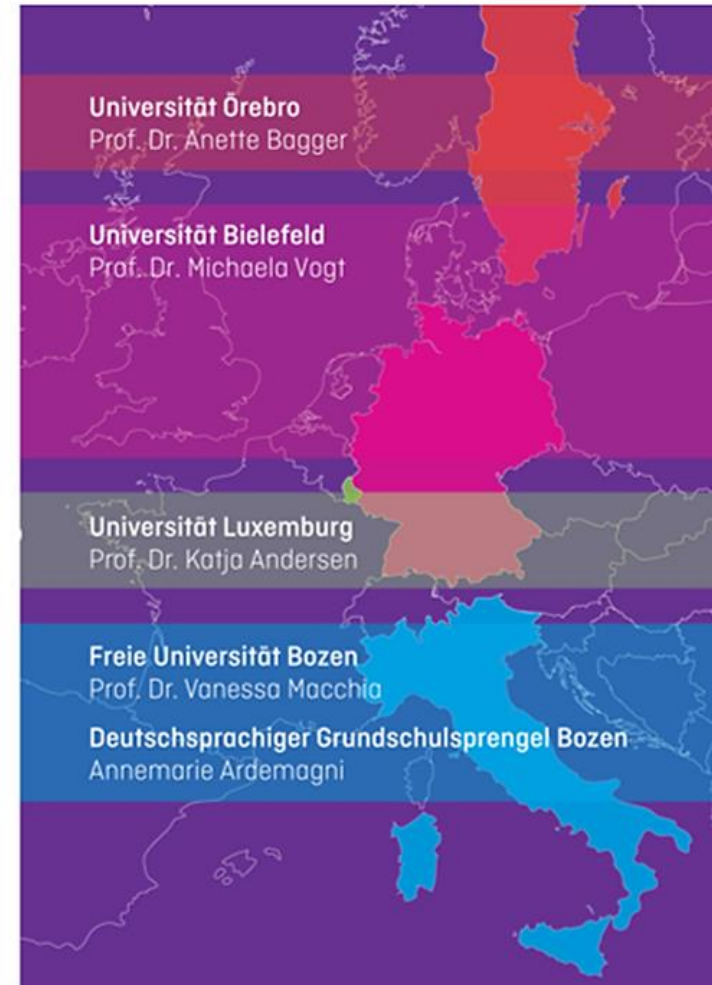 Universität Örebro
Prof. Dr. Anette Bagger
Universität Bielefeld
Prof. Dr. Michaela Vogt
Universität Luxemburg
Prof. Dr. Katja Andersen
Freie Universität Bozen
Prof. Dr. Vanessa Macchia
Deutschsprachiger Grundschulsprengel Bozen
Annemarie Ardemagni